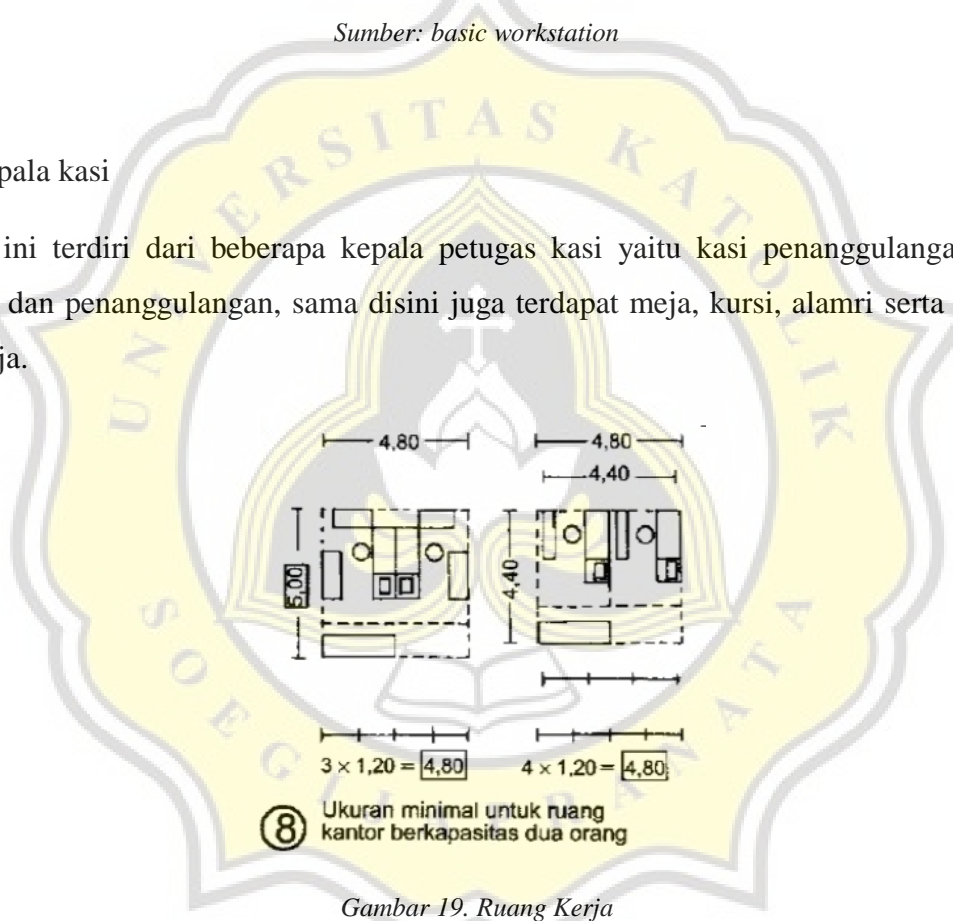 Sumber: basic workstation
UNIVERSITAS KATOLIK
SOEGIJAPRANATA
pala kasi
ini terdiri dari beberapa kepala petugas kasi yaitu kasi penanggulanga
dan penanggulangan, sama disini juga terdapat meja, kursi, alamri serta
ja.
4,80 4,80
4,40
5,00 4,40
3 × 1,20 = 4,80 4 × 1,20 = 4,80
8 Ukuran minimal untuk ruang
kantor berkapasitas dua orang
Gambar 19. Ruang Kerja